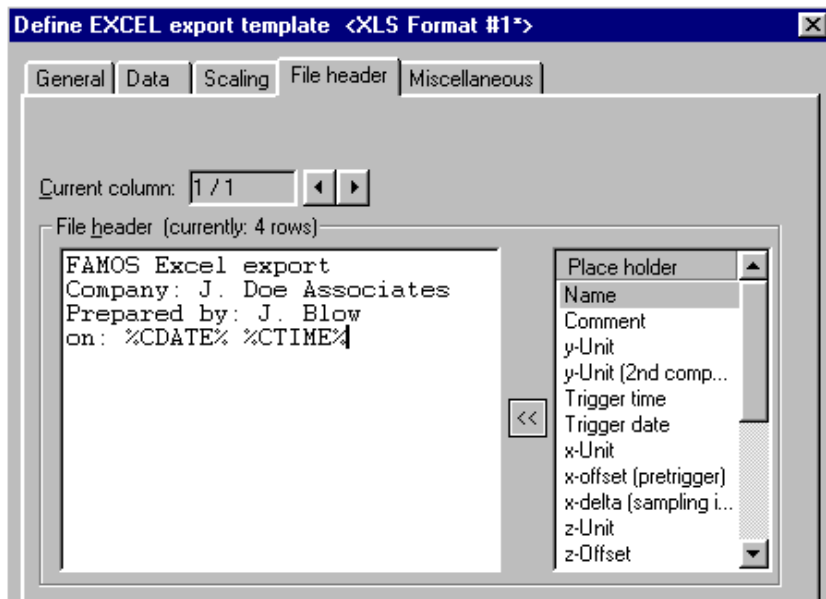 Define EXCEL export template <XLS Format #1*>
General Data Scaling File header Miscellaneous
Current column: 1 / 1
File header (currently: 4 rows)
FAMOS Excel export
Company: J. Doe Associates
Prepared by: J. Blow
on: %CDATE% %CTIME%
<<
Place holder
Name
Comment
y-Unit
y-Unit (2nd comp...
Trigger time
Trigger date
x-Unit
x-offset (pretrigger)
x-delta (sampling i...
z-Unit
z-Offset